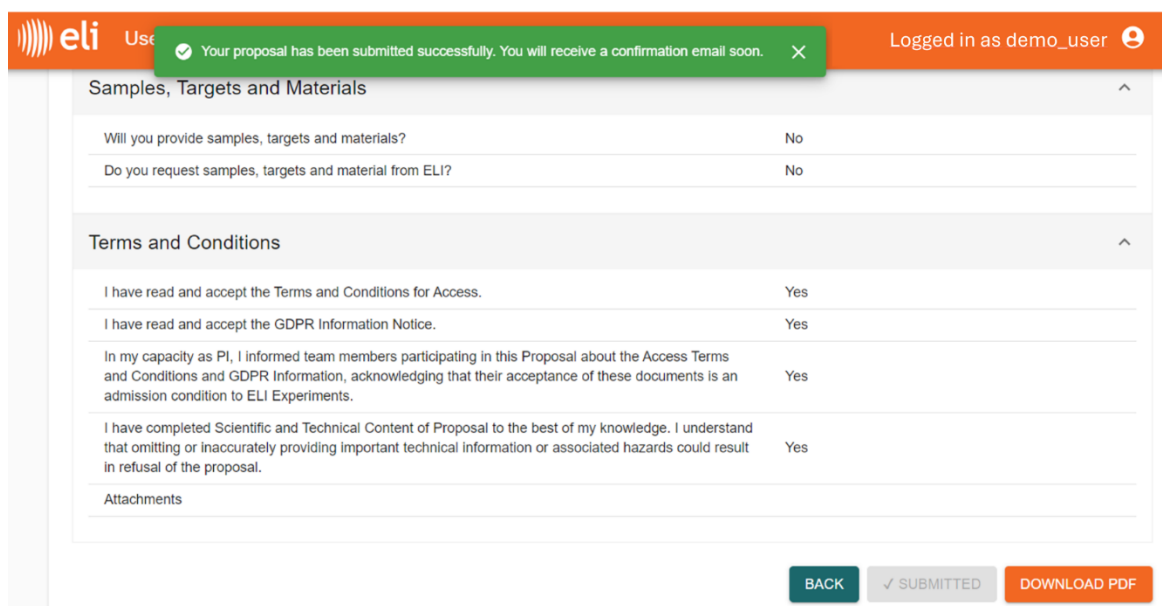 eli Use
Your proposal has been submitted successfully. You will receive a confirmation email soon.
Logged in as demo_user
Samples, Targets and Materials
Will you provide samples, targets and materials? No
Do you request samples, targets and material from ELI? No
Terms and Conditions
I have read and accept the Terms and Conditions for Access. Yes
I have read and accept the GDPR Information Notice. Yes
In my capacity as PI, I informed team members participating in this Proposal about the Access Terms
and Conditions and GDPR Information, acknowledging that their acceptance of these documents is an Yes
admission condition to ELI Experiments.
I have completed Scientific and Technical Content of Proposal to the best of my knowledge. I understand
that omitting or inaccurately providing important technical information or associated hazards could result Yes
in refusal of the proposal.
Attachments
BACK ✓ SUBMITTED DOWNLOAD PDF